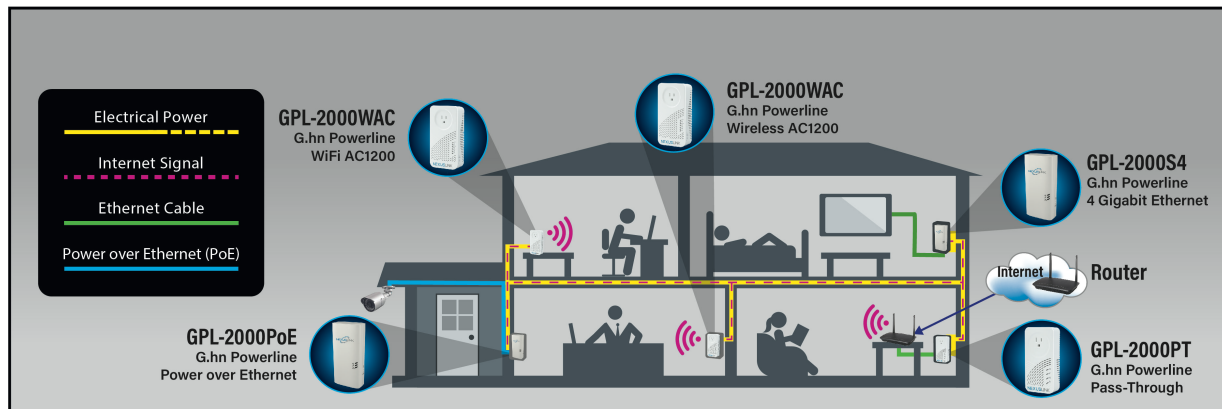 Electrical Power
Internet Signal
Ethernet Cable
Power over Ethernet (PoE)
GPL-2000WAC
G.hn Powerline
WiFi AC1200
GPL-2000WAC
G.hn Powerline
Wireless AC1200
GPL-2000S4
G.hn Powerline
4 Gigabit Ethernet
Internet
Router
GPL-2000PoE
G.hn Powerline
Power over Ethernet
GPL-2000PT
G.hn Powerline
Pass-Through